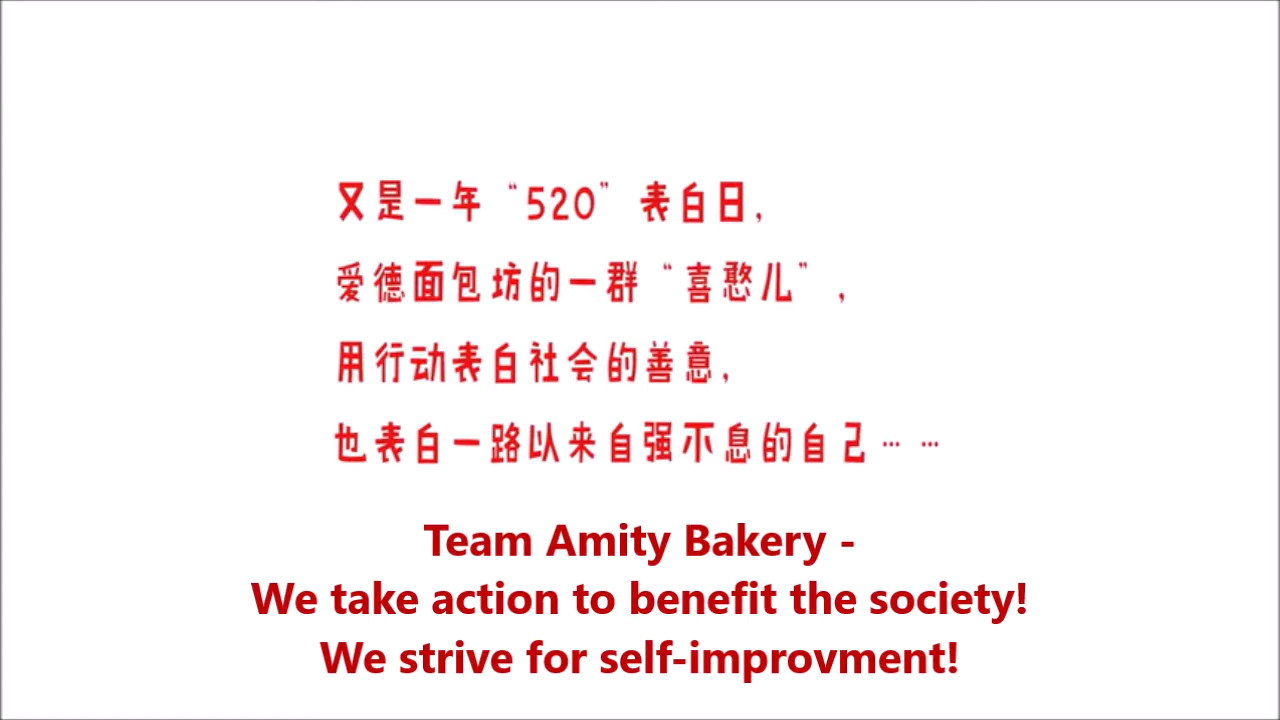 又是一年“520”表白日，
爱德面包坊的一群“喜憨儿”，
用行动表白社会的善意，
也表白一路以来自强不息的自己……
Team Amity Bakery -
We take action to benefit the society!
We strive for self-improvment!